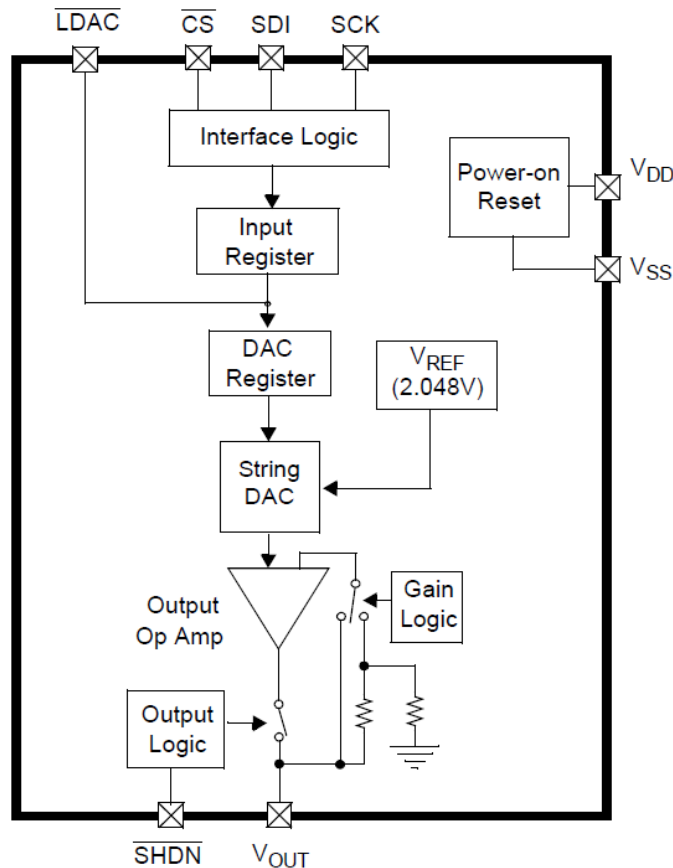 LDAC
CS
SDI
SCK
Interface Logic
Power-on
Reset
VDD
VSS
Input
Register
DAC
Register
VREF
(2.048V)
String
DAC
Output
Op Amp
Gain
Logic
Output
Logic
SHDN
VOUT